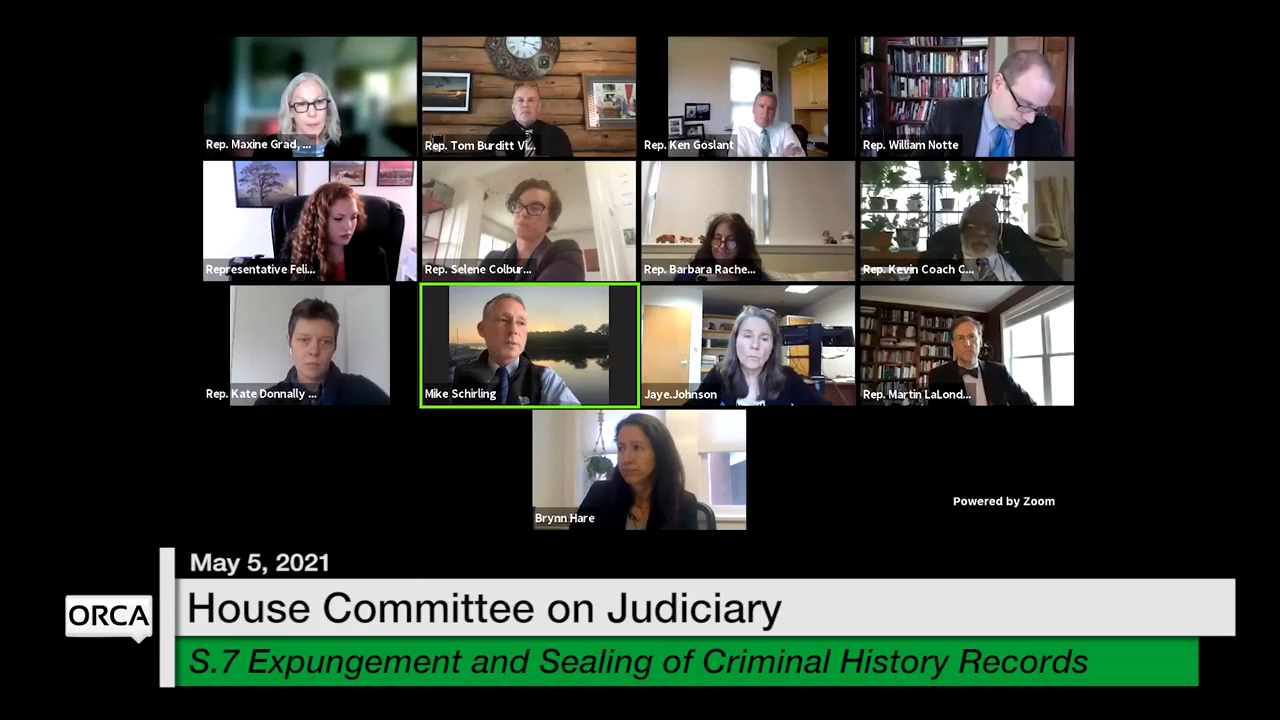 Rep. Maxine Grad, ...
Rep. Tom Burditt Vi...
Rep. Ken Goslant
Rep. William Notte
Representative Feli...
Rep. Selene Colbur...
Rep. Barbara Rache...
Rep. Kevin Coach C...
Rep. Kate Donnally ...
Mike Schirling
Jaye.Johnson
Rep. Martin LaLond...
Brynn Hare
Powered by Zoom
May 5, 2021
ORCA
House Committee on Judiciary
S.7 Expungement and Sealing of Criminal History Records